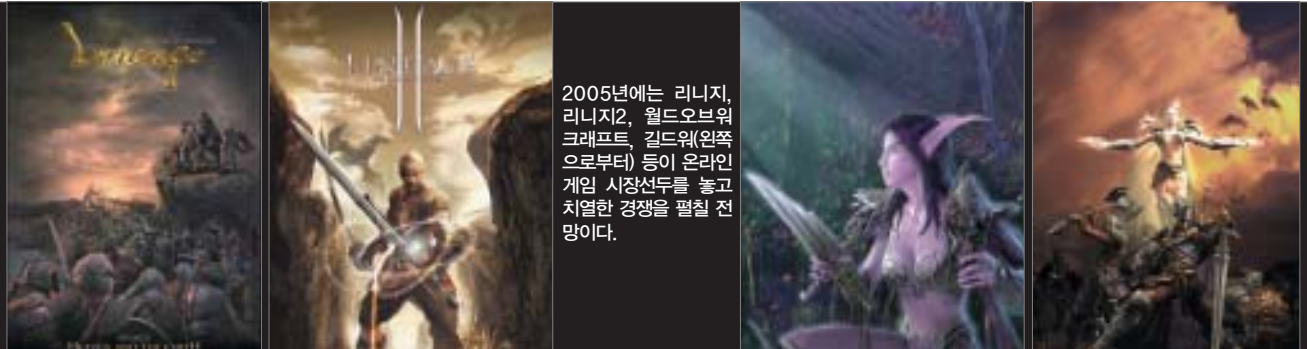 Lineage
II
2005년에는 리니지,
리니지2, 월드오브워
크래프트, 길드워(왼쪽
으로부터) 등이 온라인
게임 시장선두를 놓고
치열한 경쟁을 펼칠 전
망이다.